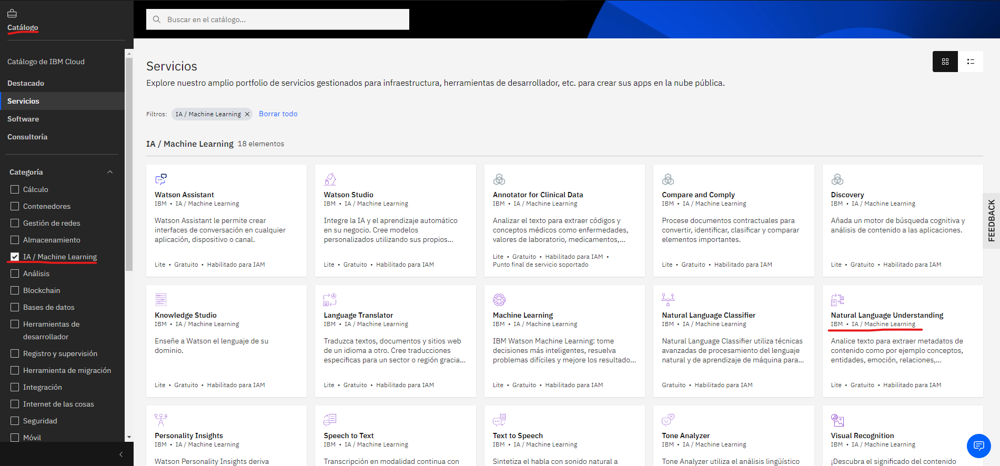 Catálogo
Buscar en el catálogo...
Catálogo de IBM Cloud
Destacado
Servicios
Software
Consultoría
Categoría
Cálculo
Contenedores
Gestión de redes
Almacenamiento
IA / Machine Learning
Análisis
Blockchain
Bases de datos
Herramientas de
desarrollador
Registro y supervisión
Herramienta de migración
Integración
Internet de las cosas
Seguridad
Móvil
Servicios
Explore nuestro amplio portfolio de servicios gestionados para infraestructura, herramientas de desarrollador, etc. para crear sus apps en la nube pública.
Filtros: IA / Machine Learning × Borrar todo
IA / Machine Learning 18 elementos
Watson Assistant
IBM • IA / Machine Learning
Watson Assistant le permite crear
interfaces de conversación en cualquier
aplicación, dispositivo o canal.
Lite • Gratuito • Habilitado para IAM
Watson Studio
IBM • IA / Machine Learning
Integre la IA y el aprendizaje automático
en su negocio. Cree modelos
personalizados utilizando sus propios...
Lite • Gratuito • Habilitado para IAM
Annotator for Clinical Data
IBM • IA / Machine Learning
Analizar el texto para extraer códigos y
conceptos médicos como enfermedades,
valores de laboratorio, medicamentos,...
Lite • Gratuito • Habilitado para IAM •
Punto final de servicio soportado
Compare and Comply
IBM • IA / Machine Learning
Procese documentos contractuales para
convertir, identificar, clasificar y comparar
elementos importantes.
Lite • Gratuito • Habilitado para IAM
Discovery
IBM • IA / Machine Learning
Añada un motor de búsqueda cognitiva y
análisis de contenido a las aplicaciones.
Lite • Gratuito • Habilitado para IAM
Knowledge Studio
IBM • IA / Machine Learning
Enseñe a Watson el lenguaje de su
dominio.
Lite • Gratuito • Habilitado para IAM
Language Translator
IBM • IA / Machine Learning
Traduzca textos, documentos y sitios web
de un idioma a otro. Cree traducciones
especificas para un sector o región gracia...
Lite • Gratuito • Habilitado para IAM
Machine Learning
IBM • IA / Machine Learning
IBM Watson Machine Learning: tome
decisiones más inteligentes, resuelva
problemas difíciles y mejore los resultado...
Lite • Gratuito • Habilitado para IAM
Natural Language Classifier
IBM • IA / Machine Learning
Natural Language Classifier utiliza técnicas
avanzadas de procesamiento del lenguaje
natural y de aprendizaje de máquina para...
Gratuito • Habilitado para IAM
Natural Language Understanding
IBM • IA / Machine Learning
Analice texto para extraer metadatos de
contenido como por ejemplo conceptos,
entidades, emoción, relaciones,...
Lite • Gratuito • Habilitado para IAM
Personality Insights
IBM • IA / Machine Learning
Watson Personality Insights deriva
Speech to Text
IBM • IA / Machine Learning
Transcripción en modalidad continua con
Text to Speech
IBM • IA / Machine Learning
Sintetiza el habla con sonido natural a
Tone Analyzer
IBM • IA / Machine Learning
Tone Analyzer utiliza el análisis lingüístico
Visual Recognition
IBM • IA / Machine Learning
¡Descubra el significado del contenido
FEEDBACK